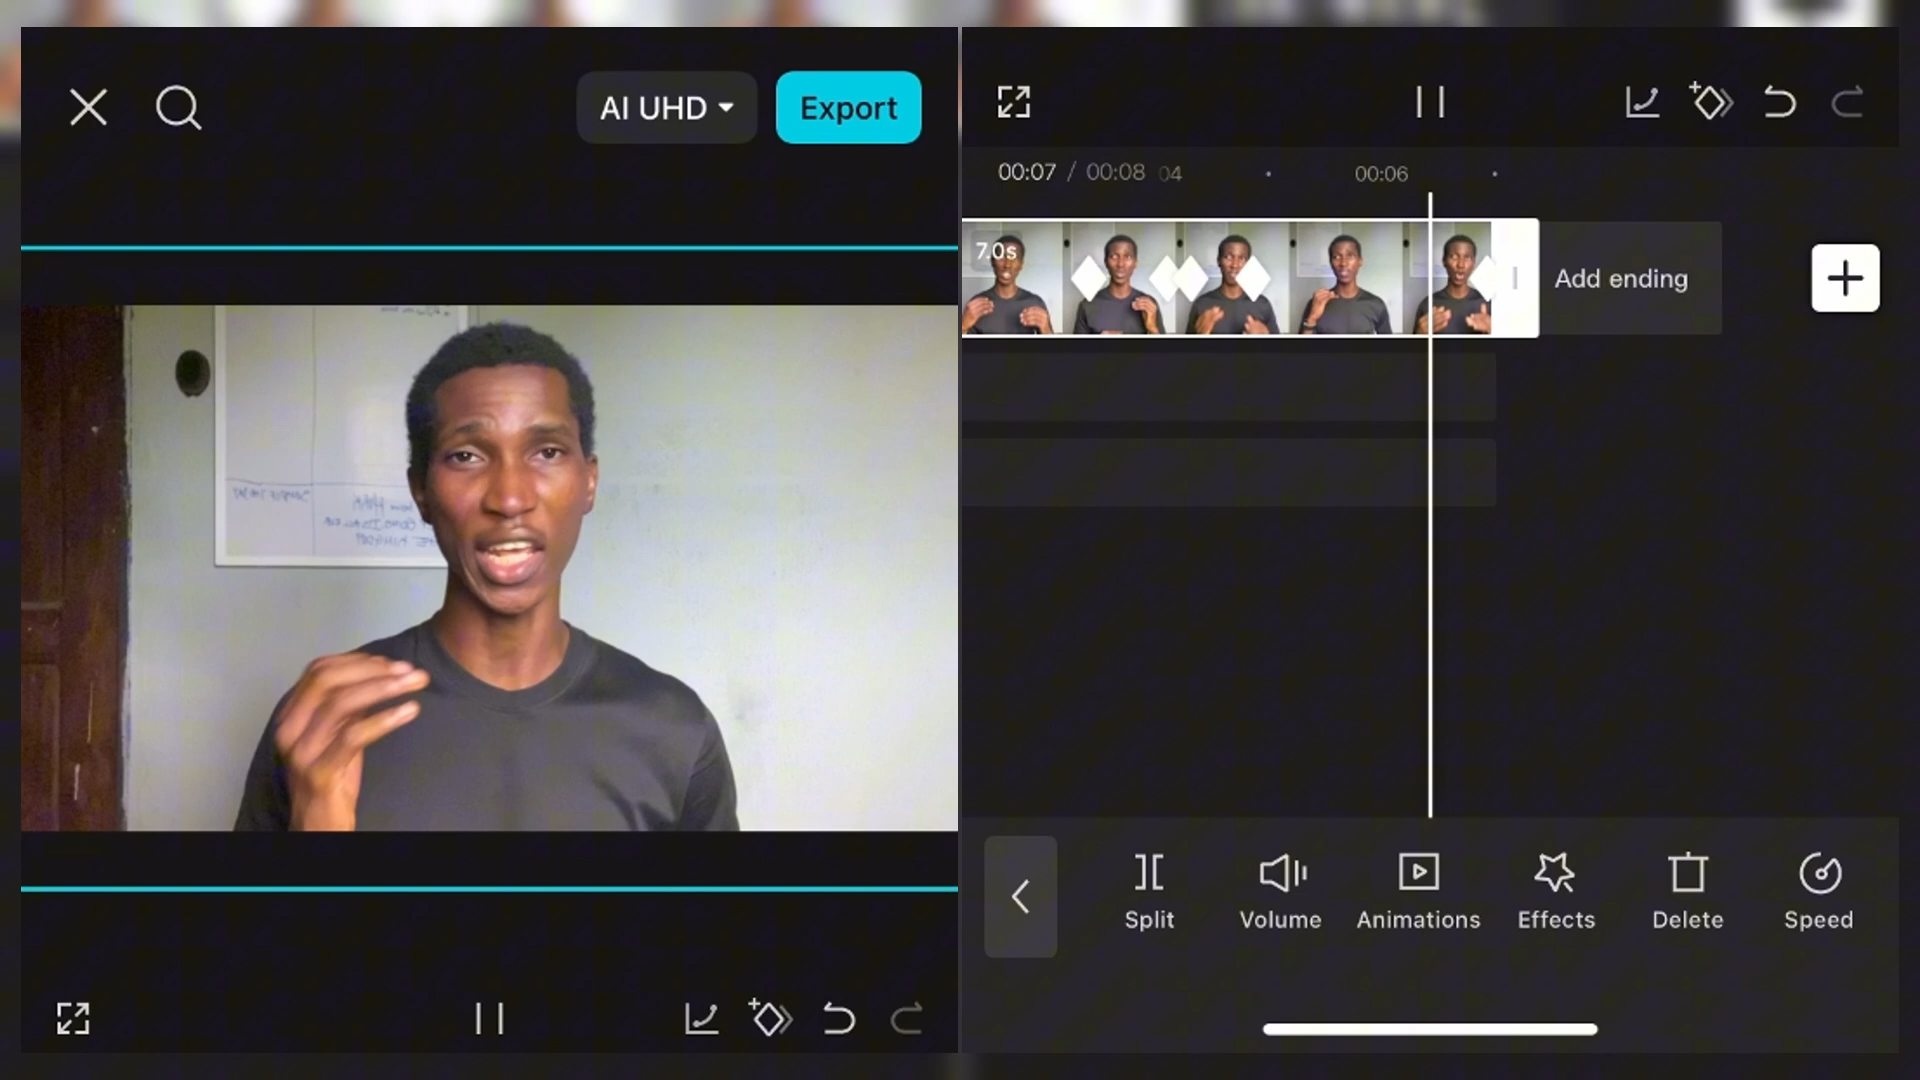 AI UHD
Export
00:07 / 00:08 04
00:06
7.0s
Add ending
Split
Volume
Animations
Effects
Delete
Speed